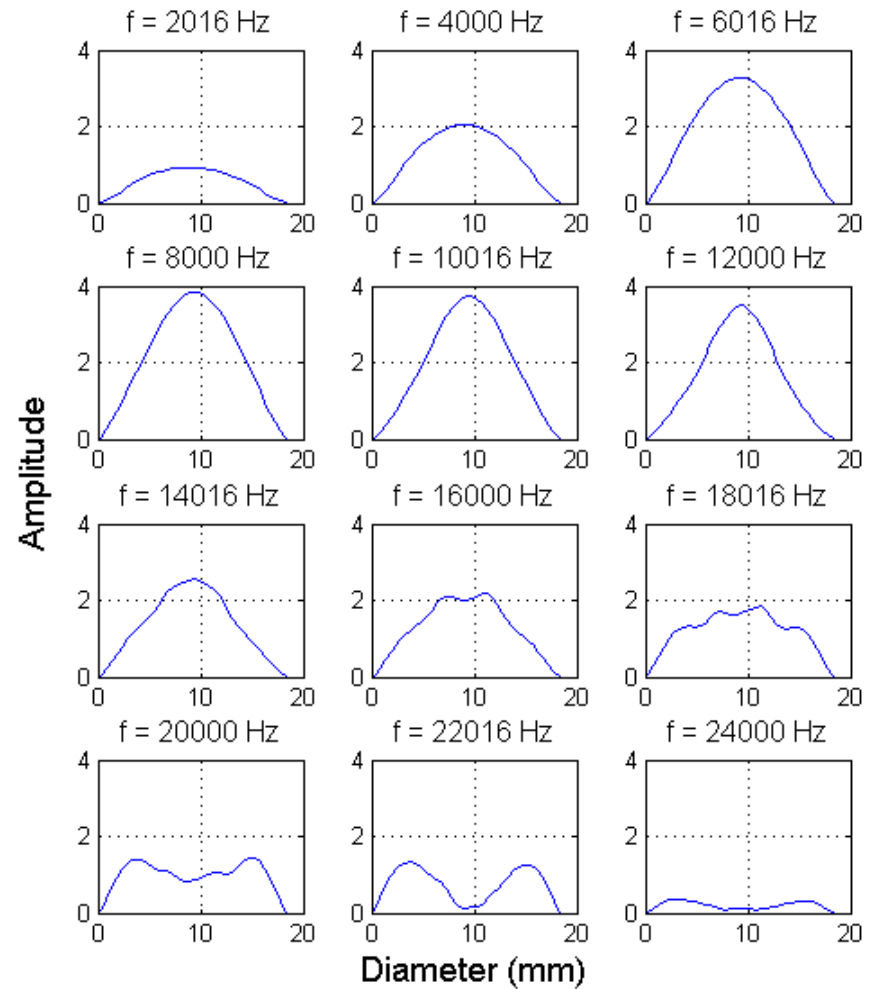 f = 2016 Hz
f = 4000 Hz
f = 6016 Hz
4
2
0
0 10 20
4
2
0
0 10 20
4
2
0
0 10 20
f = 8000 Hz
f = 10016 Hz
f = 12000 Hz
4
2
0
0 10 20
4
2
0
0 10 20
4
2
0
0 10 20
Amplitude
f = 14016 Hz
f = 16000 Hz
f = 18016 Hz
4
2
0
0 10 20
4
2
0
0 10 20
4
2
0
0 10 20
f = 20000 Hz
f = 22016 Hz
f = 24000 Hz
4
2
0
0 10 20
4
2
0
0 10 20
4
2
0
0 10 20
Diameter (mm)